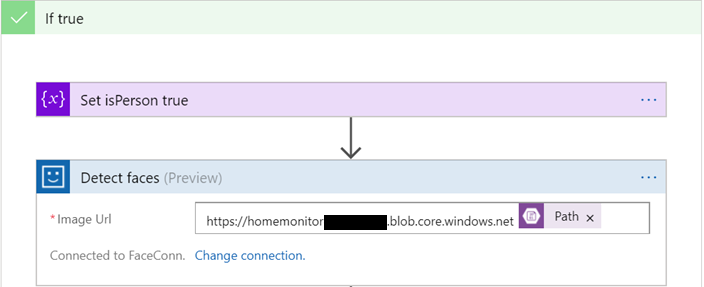 If true
{x} Set isPerson true ...
Detect faces (Preview) ...
* Image Url https://homemonitor .blob.core.windows.net Path ×
Connected to FaceConn. Change connection.